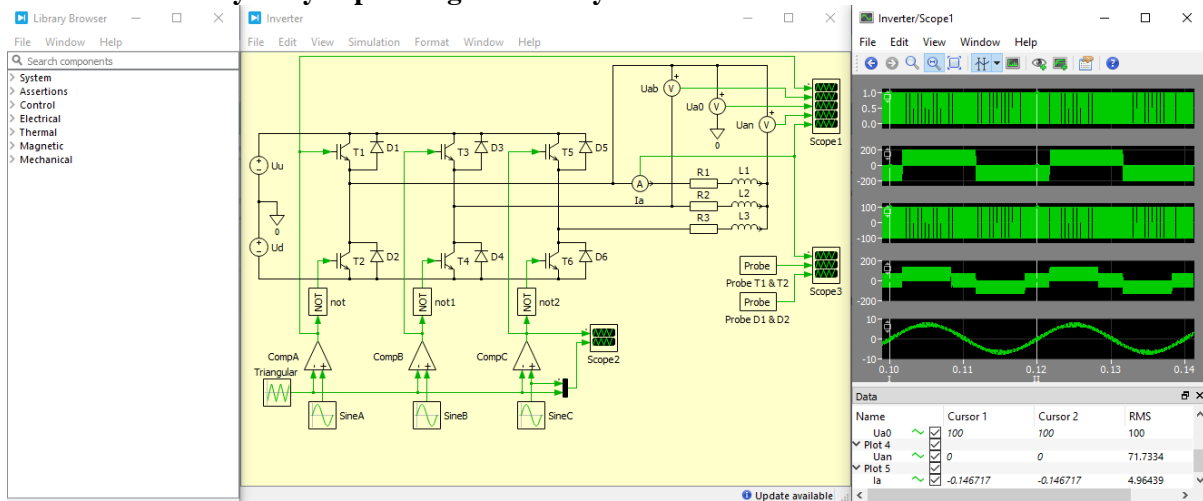 Library Browser
File Window Help
Search components
System
Assertions
Control
Electrical
Thermal
Magnetic
Mechanical
Inverter
File Edit View Simulation Format Window Help
Uab
V
Ua0
V
Uan
V
0
Scope1
Uu
0
Ud
T1
D1
T3
D3
T5
D5
A
Ia
R1
L1
R2
L2
R3
L3
T2
D2
T4
D4
T6
D6
NOT
not
NOT
not1
NOT
not2
Probe
Probe T1 & T2
Probe
Probe D1 & D2
Scope3
Scope2
CompA
CompB
CompC
Triangular
SineA
SineB
SineC
Update available
Inverter/Scope1
File Edit View Window Help
1.0
0.5
0.0
200
0
-200
100
0
-100
200
0
-200
10
0
-10
0.10 0.11 0.12 0.13 0.14
I II
Data
Name Cursor 1 Cursor 2 RMS
Ua0 100 100 100
Plot 4
Uan 0 0 71.7334
Plot 5
Ia -0.146717 -0.146717 4.96439